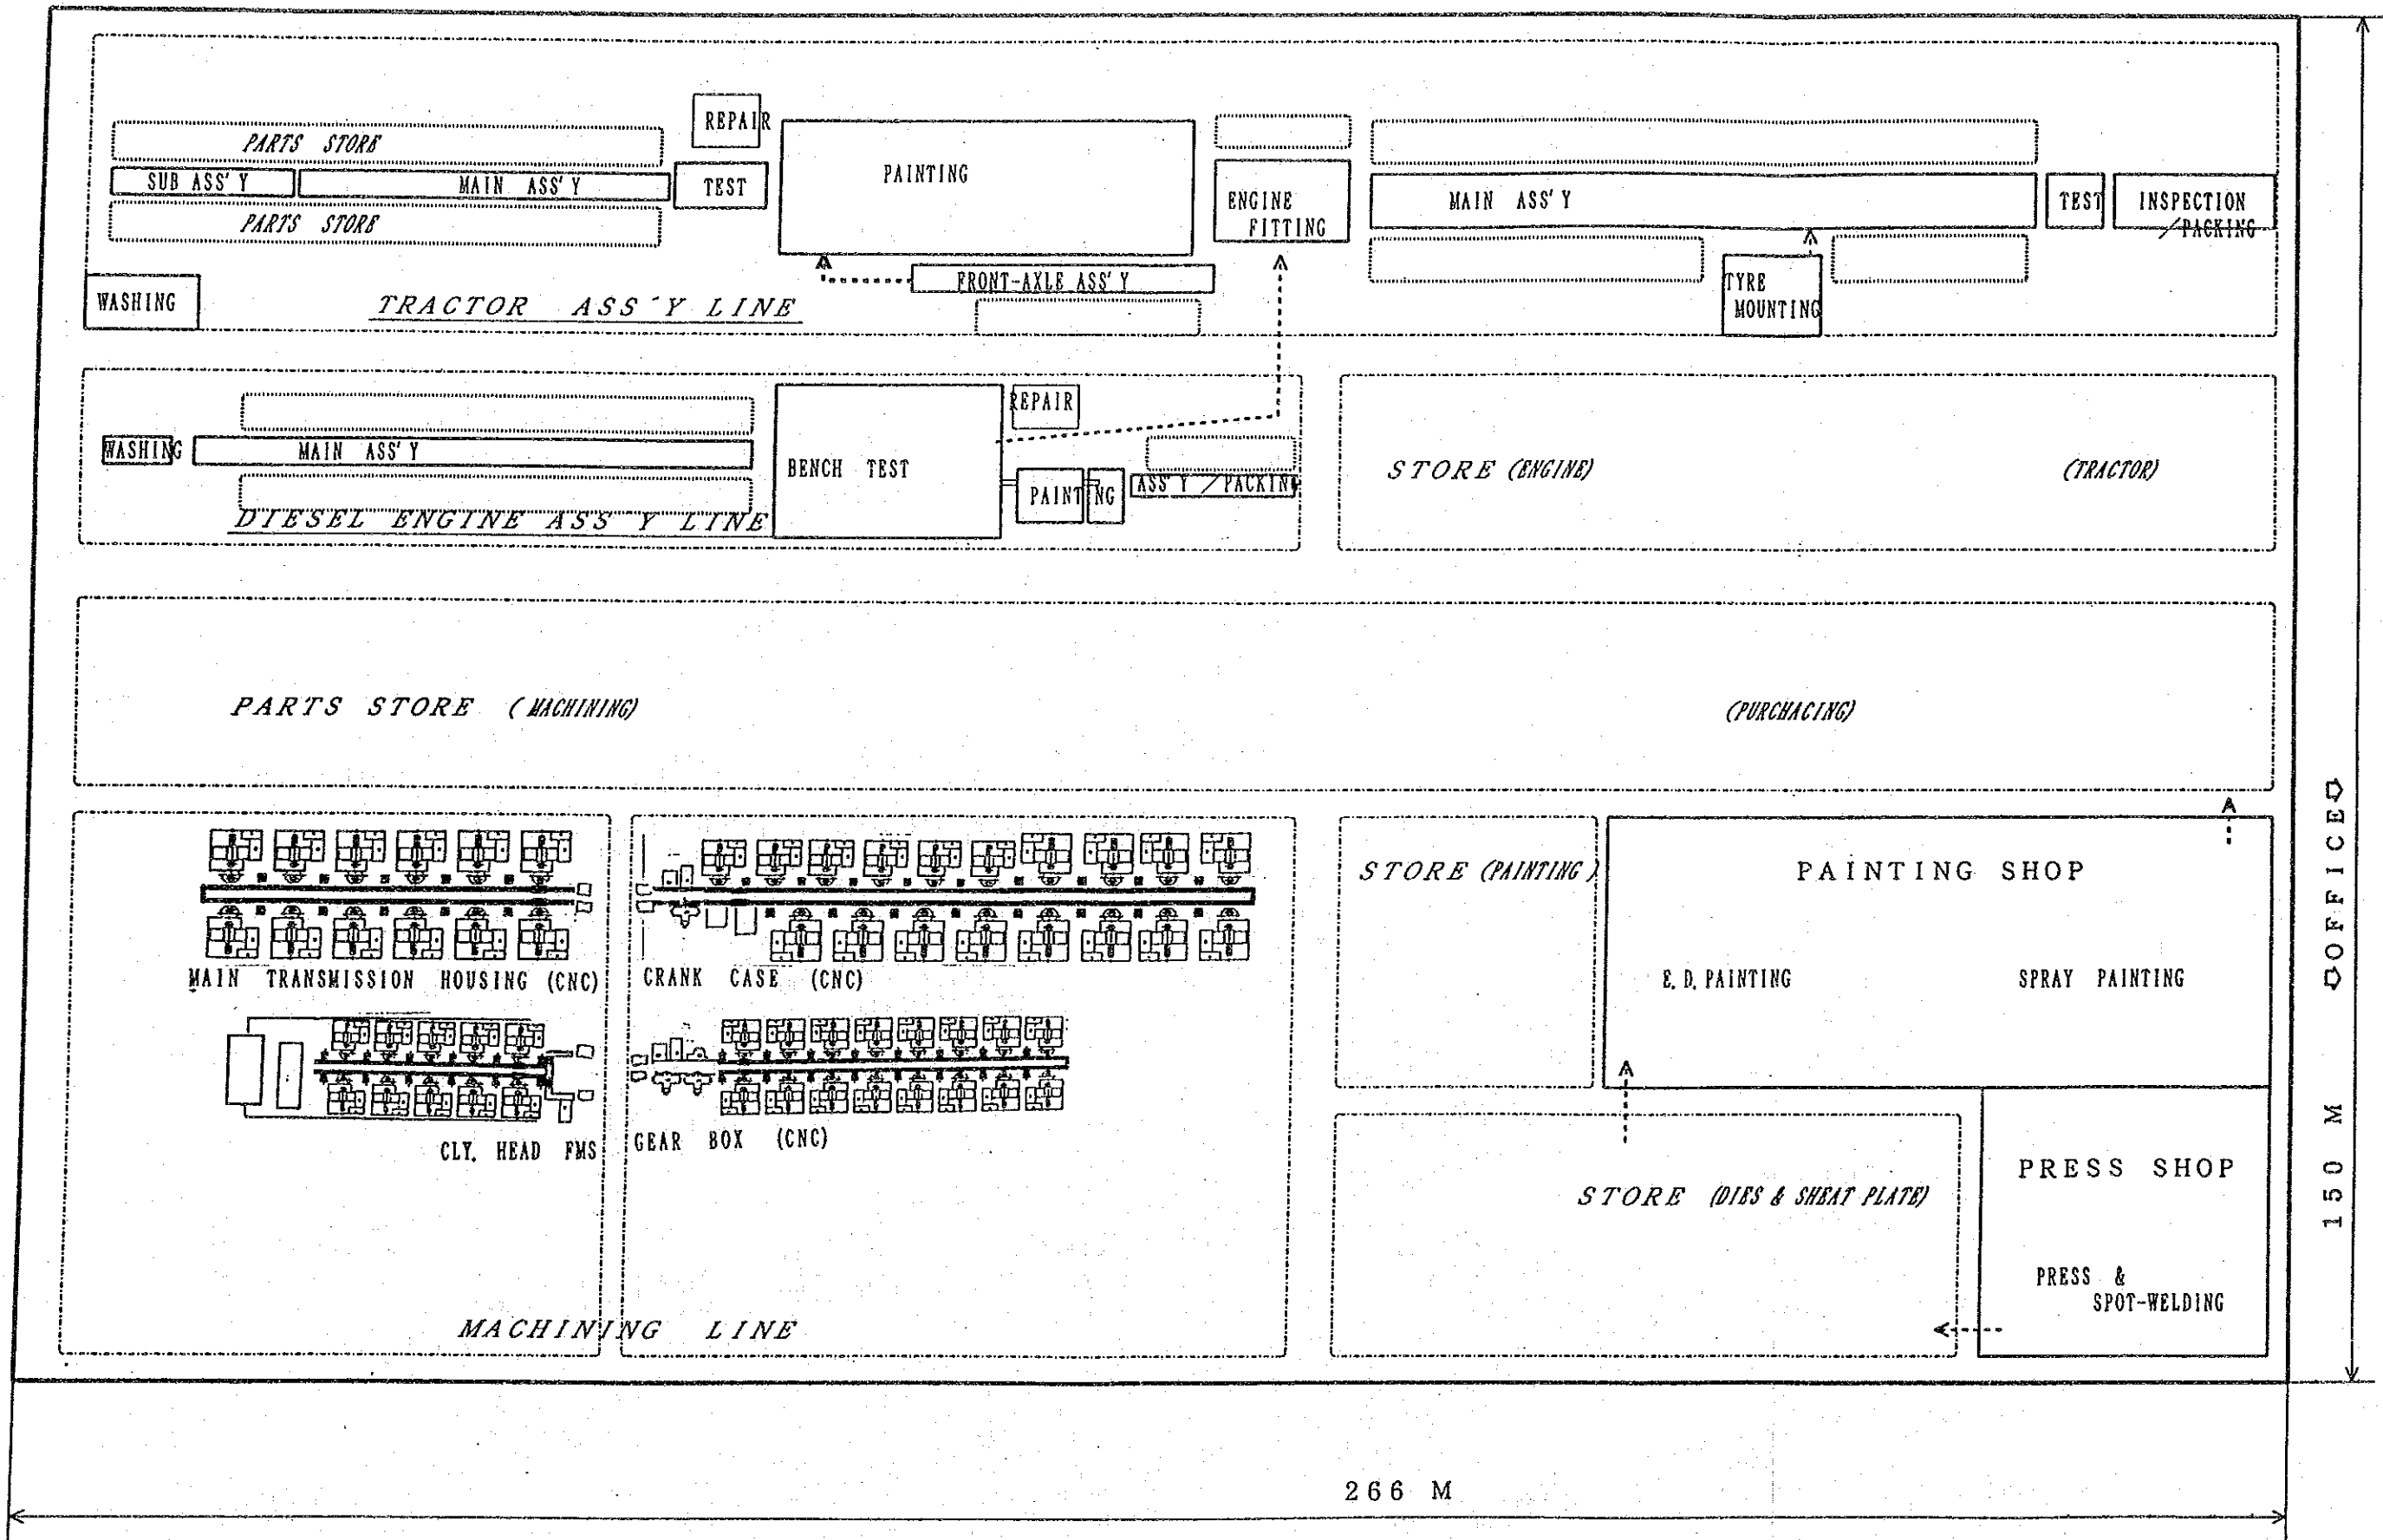 REPAIR
PARTS STORE
SUB ASS'Y
MAIN ASS'Y
TEST
PARTS STORE
PAINTING
ENGINE
FITTING
MAIN ASS'Y
TEST
INSPECTION
/PACKING
WASHING
TRACTOR ASS'Y LINE
FRONT-AXLE ASS'Y
TYRE
MOUNTING
WASHING
MAIN ASS'Y
BENCH TEST
REPAIR
PAINTING
ASS'Y /PACKING
DIESEL ENGINE ASS'Y LINE
STORE (ENGINE)
(TRACTOR)
PARTS STORE (MACHINING)
(PURCHACING)
MAIN TRANSMISSION HOUSING (CNC)
CRANK CASE (CNC)
CLY. HEAD FMS
GEAR BOX (CNC)
MACHINING LINE
STORE (PAINTING)
PAINTING SHOP
E. D. PAINTING
SPRAY PAINTING
STORE (DIES & SHEAT PLATE)
PRESS SHOP
PRESS &
SPOT-WELDING
⇦OFFICE⇨
150 M
266 M